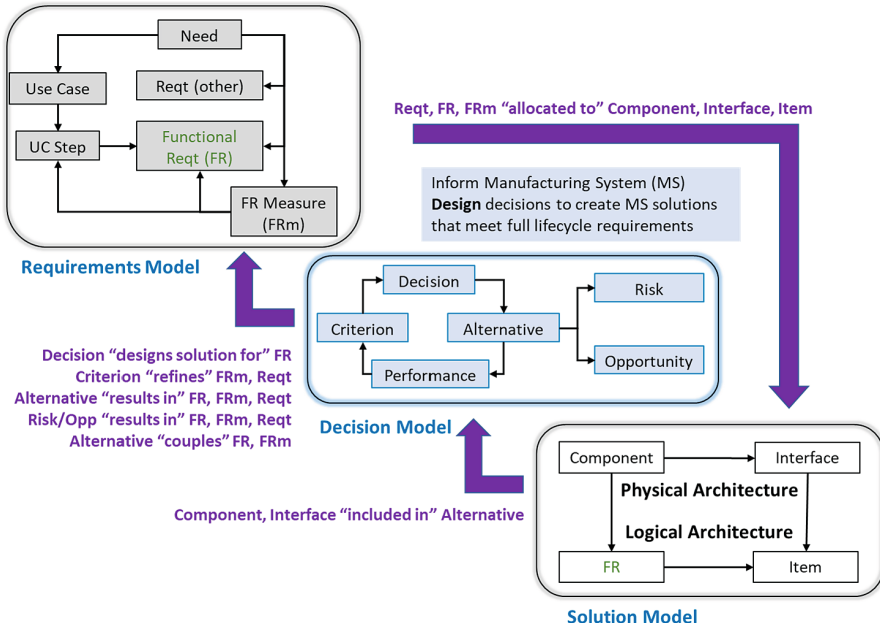 Need
Use Case
Reqt (other)
UC Step
Functional
Reqt (FR)
FR Measure
(FRm)
Requirements Model
Reqt, FR, FRm “allocated to” Component, Interface, Item
Inform Manufacturing System (MS)
Design decisions to create MS solutions
that meet full lifecycle requirements
Decision
Risk
Criterion
Alternative
Performance
Opportunity
Decision Model
Decision “designs solution for” FR
Criterion “refines” FRm, Reqt
Alternative “results in” FR, FRm, Reqt
Risk/Opp “results in” FR, FRm, Reqt
Alternative “couples” FR, FRm
Component, Interface “included in” Alternative
Component
Interface
Physical Architecture
Logical Architecture
FR
Item
Solution Model